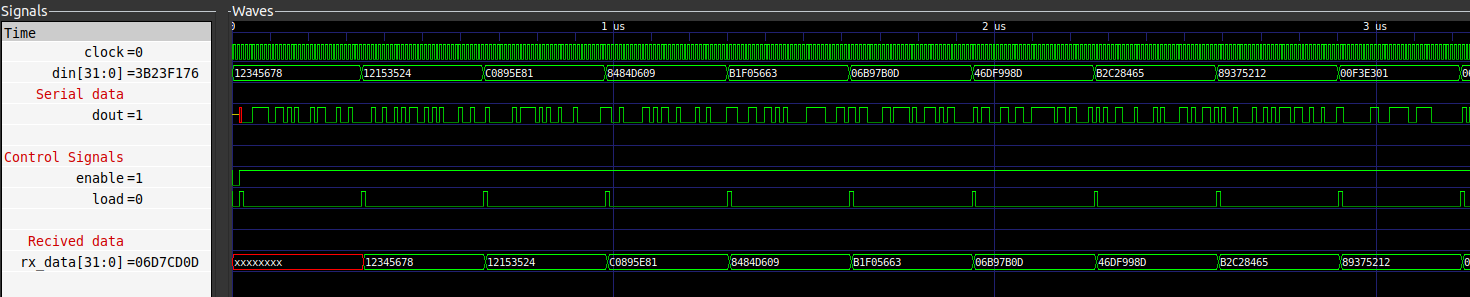 Signals
Waves
Time
0
1 us
2 us
3 us
clock=0
din[31:0]=3B23F176
12345678 12153524 C0895E81 8484D609 B1F05663 06B97B0D 46DF998D B2C28465 89375212 00F3E301
Serial data
dout=1
Control Signals
enable=1
load=0
Recived data
rx_data[31:0]=06D7CD0D
xxxxxxxx 12345678 12153524 C0895E81 8484D609 B1F05663 06B97B0D 46DF998D B2C28465 89375212